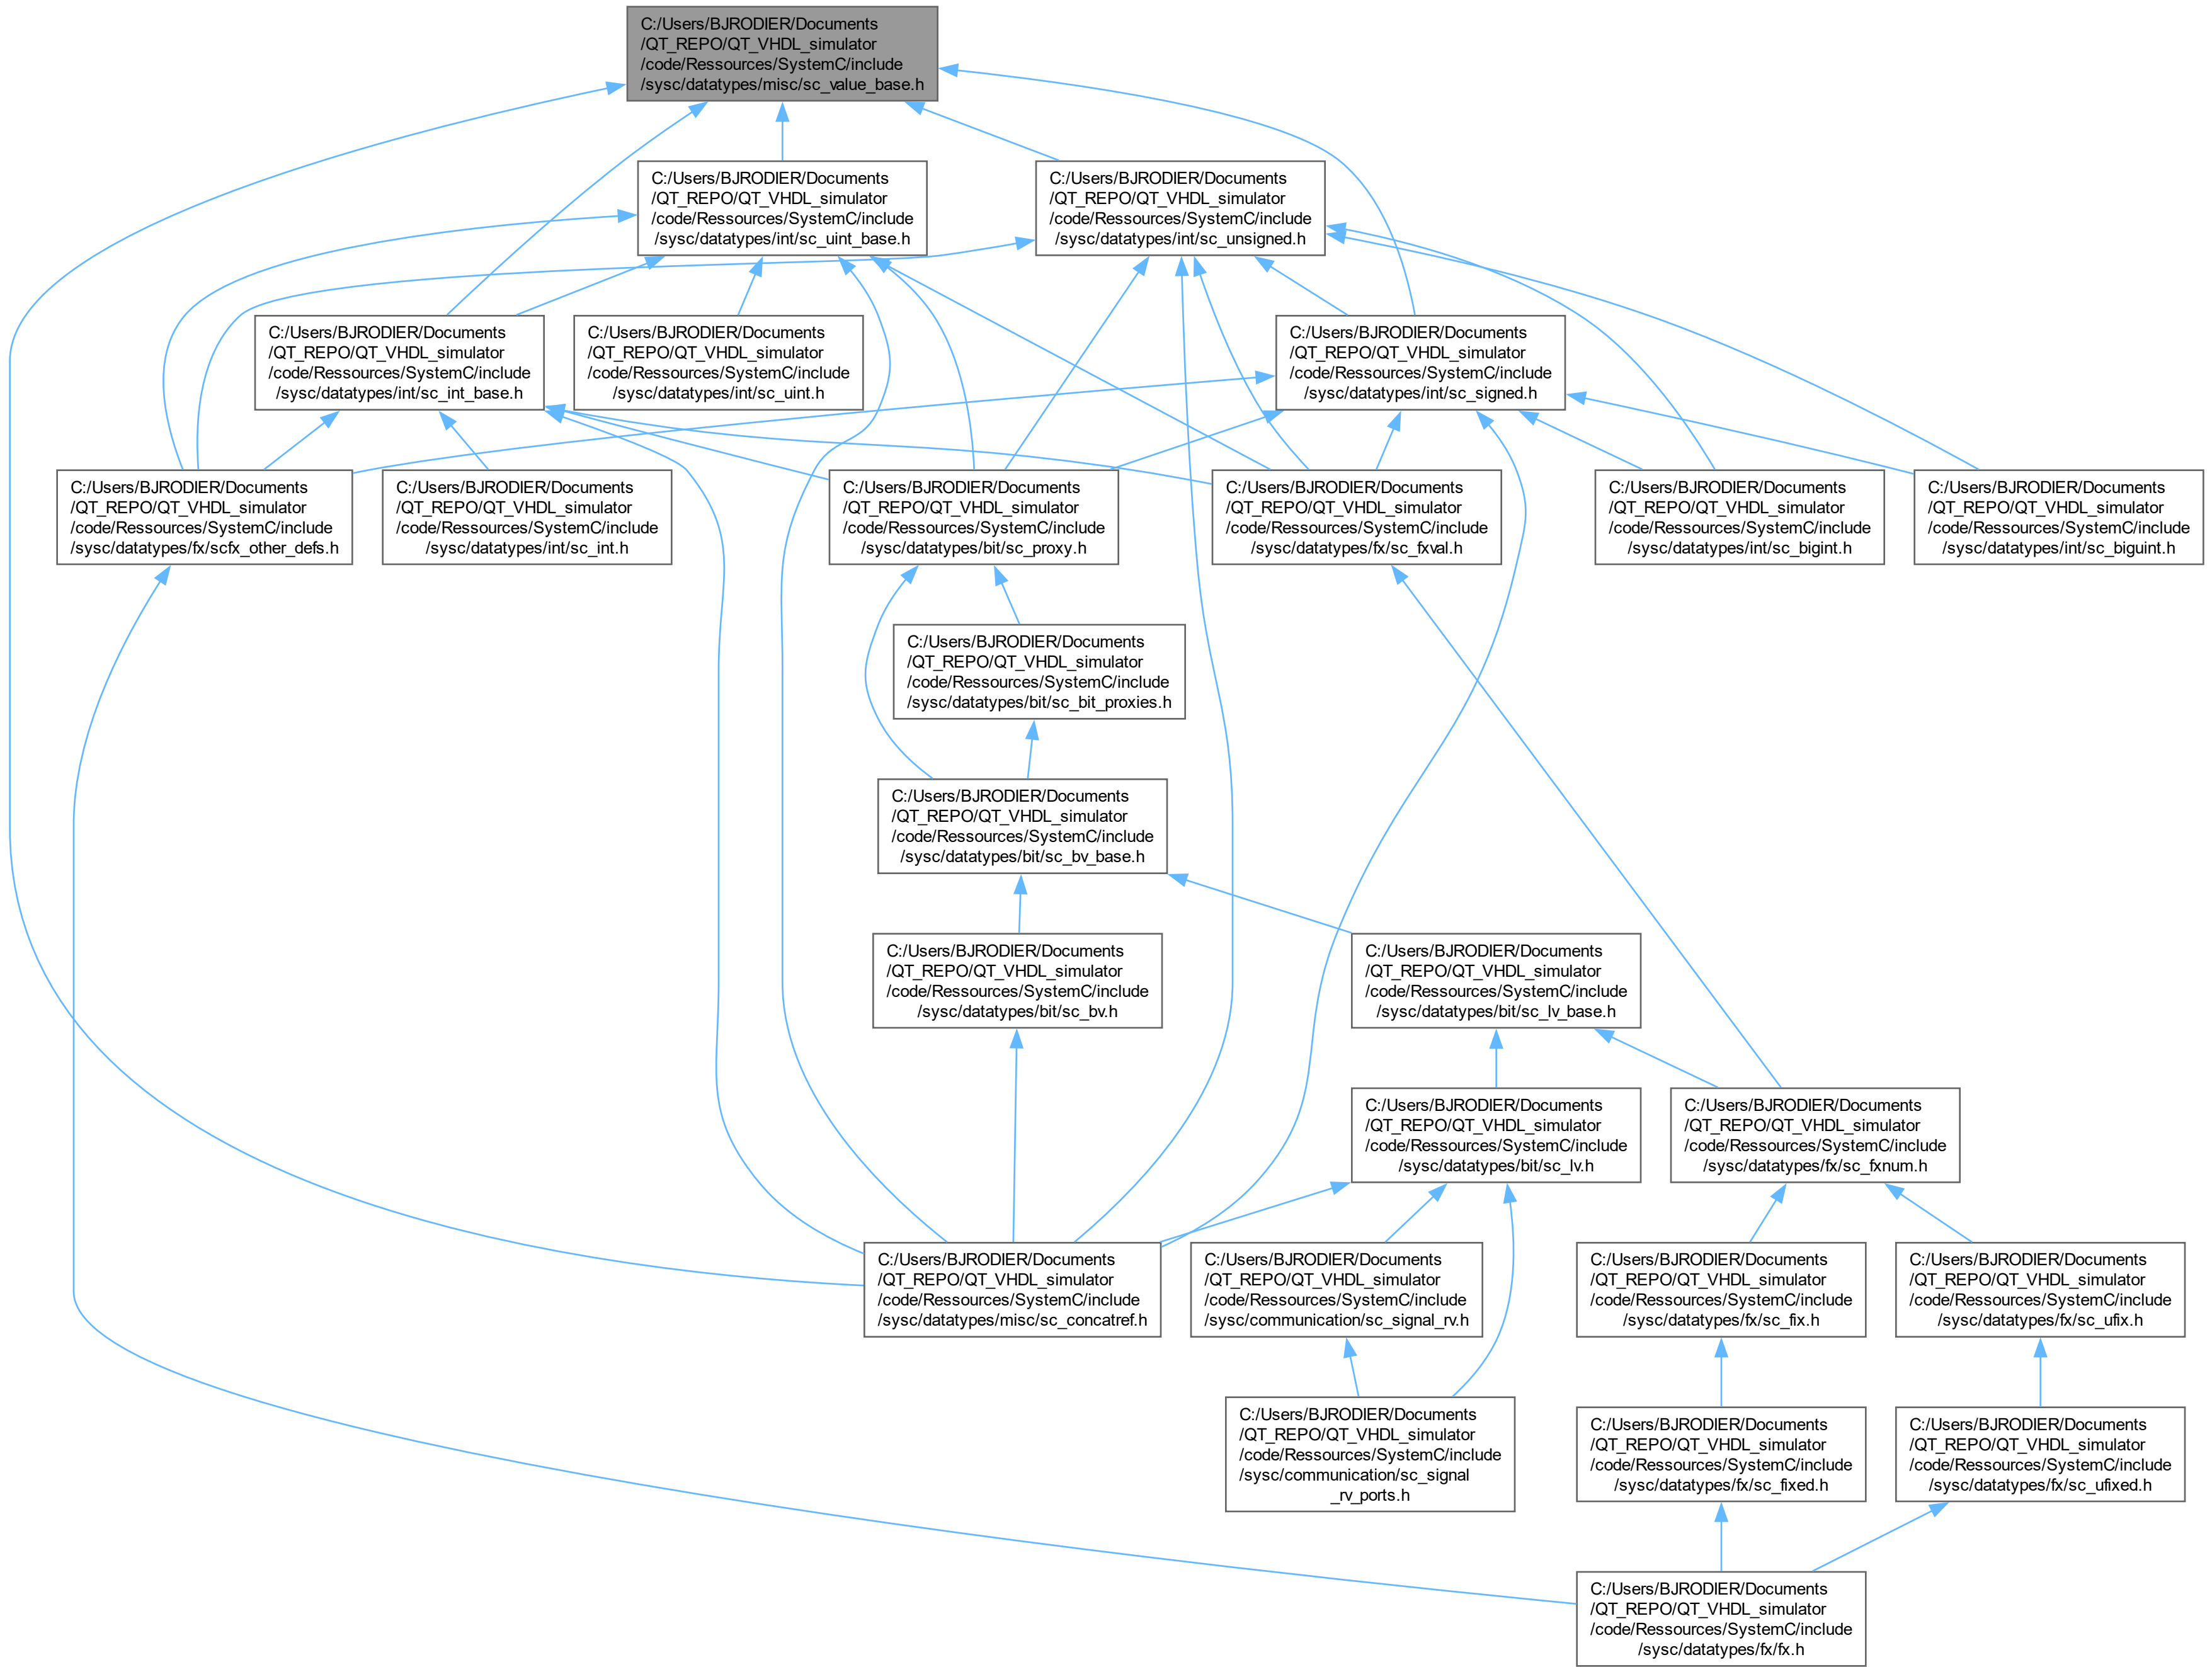 C:/Users/BJRODIER/Documents
/QT_REPO/QT_VHDL_simulator
/code/Ressources/SystemC/include
/sysc/datatypes/misc/sc_value_base.h
C:/Users/BJRODIER/Documents
/QT_REPO/QT_VHDL_simulator
/code/Ressources/SystemC/include
/sysc/datatypes/int/sc_uint_base.h
C:/Users/BJRODIER/Documents
/QT_REPO/QT_VHDL_simulator
/code/Ressources/SystemC/include
/sysc/datatypes/int/sc_unsigned.h
C:/Users/BJRODIER/Documents
/QT_REPO/QT_VHDL_simulator
/code/Ressources/SystemC/include
/sysc/datatypes/int/sc_int_base.h
C:/Users/BJRODIER/Documents
/QT_REPO/QT_VHDL_simulator
/code/Ressources/SystemC/include
/sysc/datatypes/int/sc_uint.h
C:/Users/BJRODIER/Documents
/QT_REPO/QT_VHDL_simulator
/code/Ressources/SystemC/include
/sysc/datatypes/int/sc_signed.h
C:/Users/BJRODIER/Documents
/QT_REPO/QT_VHDL_simulator
/code/Ressources/SystemC/include
/sysc/datatypes/fx/scfx_other_defs.h
C:/Users/BJRODIER/Documents
/QT_REPO/QT_VHDL_simulator
/code/Ressources/SystemC/include
/sysc/datatypes/int/sc_int.h
C:/Users/BJRODIER/Documents
/QT_REPO/QT_VHDL_simulator
/code/Ressources/SystemC/include
/sysc/datatypes/bit/sc_proxy.h
C:/Users/BJRODIER/Documents
/QT_REPO/QT_VHDL_simulator
/code/Ressources/SystemC/include
/sysc/datatypes/fx/sc_fxval.h
C:/Users/BJRODIER/Documents
/QT_REPO/QT_VHDL_simulator
/code/Ressources/SystemC/include
/sysc/datatypes/int/sc_bigint.h
C:/Users/BJRODIER/Documents
/QT_REPO/QT_VHDL_simulator
/code/Ressources/SystemC/include
/sysc/datatypes/int/sc_biguint.h
C:/Users/BJRODIER/Documents
/QT_REPO/QT_VHDL_simulator
/code/Ressources/SystemC/include
/sysc/datatypes/bit/sc_bit_proxies.h
C:/Users/BJRODIER/Documents
/QT_REPO/QT_VHDL_simulator
/code/Ressources/SystemC/include
/sysc/datatypes/bit/sc_bv_base.h
C:/Users/BJRODIER/Documents
/QT_REPO/QT_VHDL_simulator
/code/Ressources/SystemC/include
/sysc/datatypes/bit/sc_bv.h
C:/Users/BJRODIER/Documents
/QT_REPO/QT_VHDL_simulator
/code/Ressources/SystemC/include
/sysc/datatypes/bit/sc_lv_base.h
C:/Users/BJRODIER/Documents
/QT_REPO/QT_VHDL_simulator
/code/Ressources/SystemC/include
/sysc/datatypes/bit/sc_lv.h
C:/Users/BJRODIER/Documents
/QT_REPO/QT_VHDL_simulator
/code/Ressources/SystemC/include
/sysc/datatypes/fx/sc_fxnum.h
C:/Users/BJRODIER/Documents
/QT_REPO/QT_VHDL_simulator
/code/Ressources/SystemC/include
/sysc/datatypes/misc/sc_concatref.h
C:/Users/BJRODIER/Documents
/QT_REPO/QT_VHDL_simulator
/code/Ressources/SystemC/include
/sysc/communication/sc_signal_rv.h
C:/Users/BJRODIER/Documents
/QT_REPO/QT_VHDL_simulator
/code/Ressources/SystemC/include
/sysc/datatypes/fx/sc_fix.h
C:/Users/BJRODIER/Documents
/QT_REPO/QT_VHDL_simulator
/code/Ressources/SystemC/include
/sysc/datatypes/fx/sc_ufix.h
C:/Users/BJRODIER/Documents
/QT_REPO/QT_VHDL_simulator
/code/Ressources/SystemC/include
/sysc/communication/sc_signal
_rv_ports.h
C:/Users/BJRODIER/Documents
/QT_REPO/QT_VHDL_simulator
/code/Ressources/SystemC/include
/sysc/datatypes/fx/sc_fixed.h
C:/Users/BJRODIER/Documents
/QT_REPO/QT_VHDL_simulator
/code/Ressources/SystemC/include
/sysc/datatypes/fx/sc_ufixed.h
C:/Users/BJRODIER/Documents
/QT_REPO/QT_VHDL_simulator
/code/Ressources/SystemC/include
/sysc/datatypes/fx/fx.h